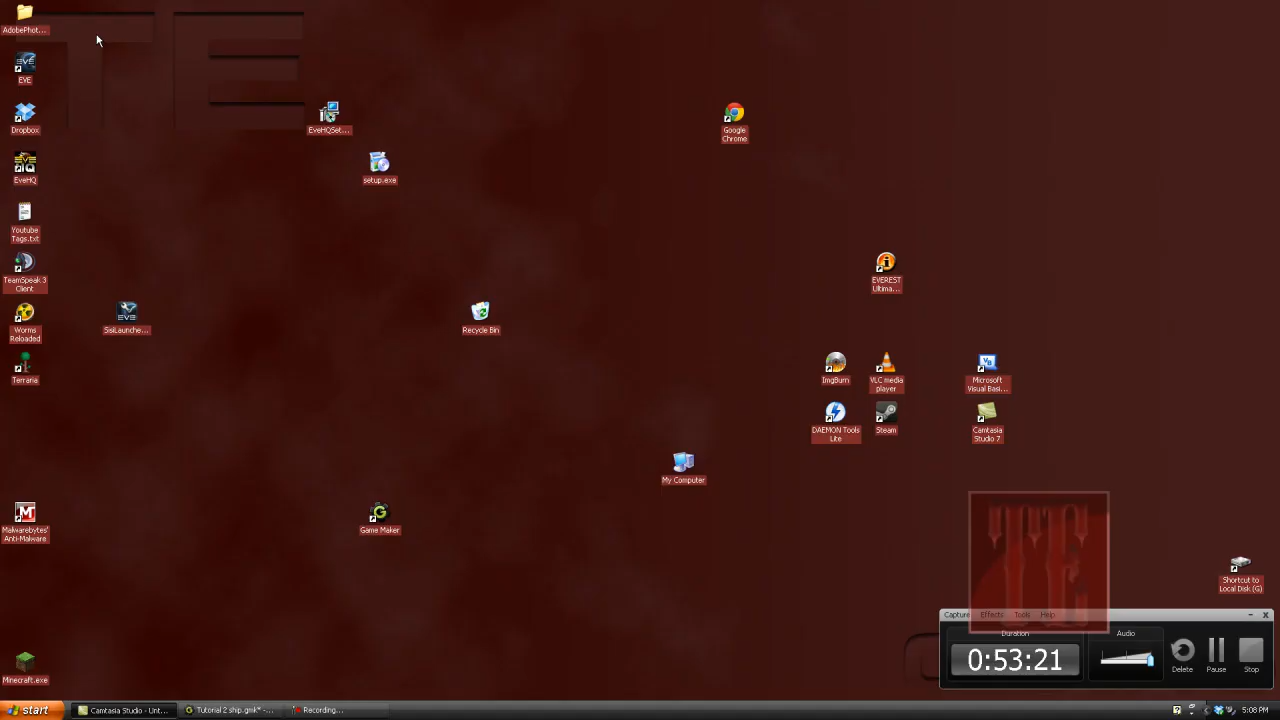 AdobePhot...
EVE
Dropbox
EveHQSet...
Google
Chrome
EveHQ
setup.exe
Youtube
Tags.txt
TeamSpeak 3
Client
EVEREST
Ultima...
Worms
Reloaded
SisiLaunche...
Recycle Bin
Terraria
ImgBurn
VLC media
player
Microsoft
Visual Basi...
DAEMON Tools
Lite
Steam
Camtasia
Studio 7
My Computer
Malwarebytes'
Anti-Malware
Game Maker
Shortcut to
Local Disk (G)
Minecraft.exe
TE
Capture Effects Tools Help
Duration
Audio
0:53:21
Delete
Pause
Stop
start
Camtasia Studio - Unt...
Tutorial 2 ship.gmk* -...
Recording...
5:08 PM